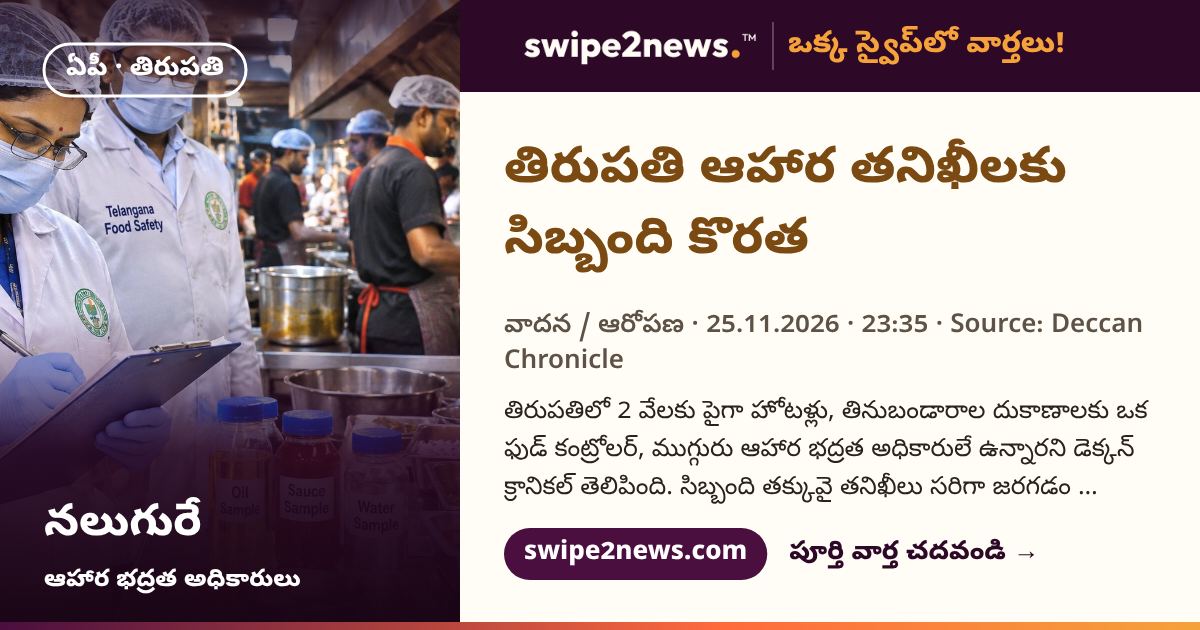 ఏపీ · తిరుపతి
Telangana
Food Safety
Oil
Sample
Sauce
Sample
Water
Sample
నలుగురే
ఆహార భద్రత అధికారులు
swipe2news.™
ఒక్క స్వైప్‌లో వార్తలు!
తిరుపతి ఆహార తనిఖీలకు
సిబ్బంది కొరత
వాదన / ఆరోపణ · 25.11.2026 · 23:35 · Source: Deccan
Chronicle
తిరుపతిలో 2 వేలకు పైగా హోటళ్లు, తినుబండారాల దుకాణాలకు ఒక
ఫుడ్ కంట్రోలర్, ముగ్గురు ఆహార భద్రత అధికారులే ఉన్నారని డెక్కన్
క్రానికల్ తెలిపింది. సిబ్బంది తక్కువై తనిఖీలు సరిగా జరగడం ...
swipe2news.com
పూర్తి వార్త చదవండి →